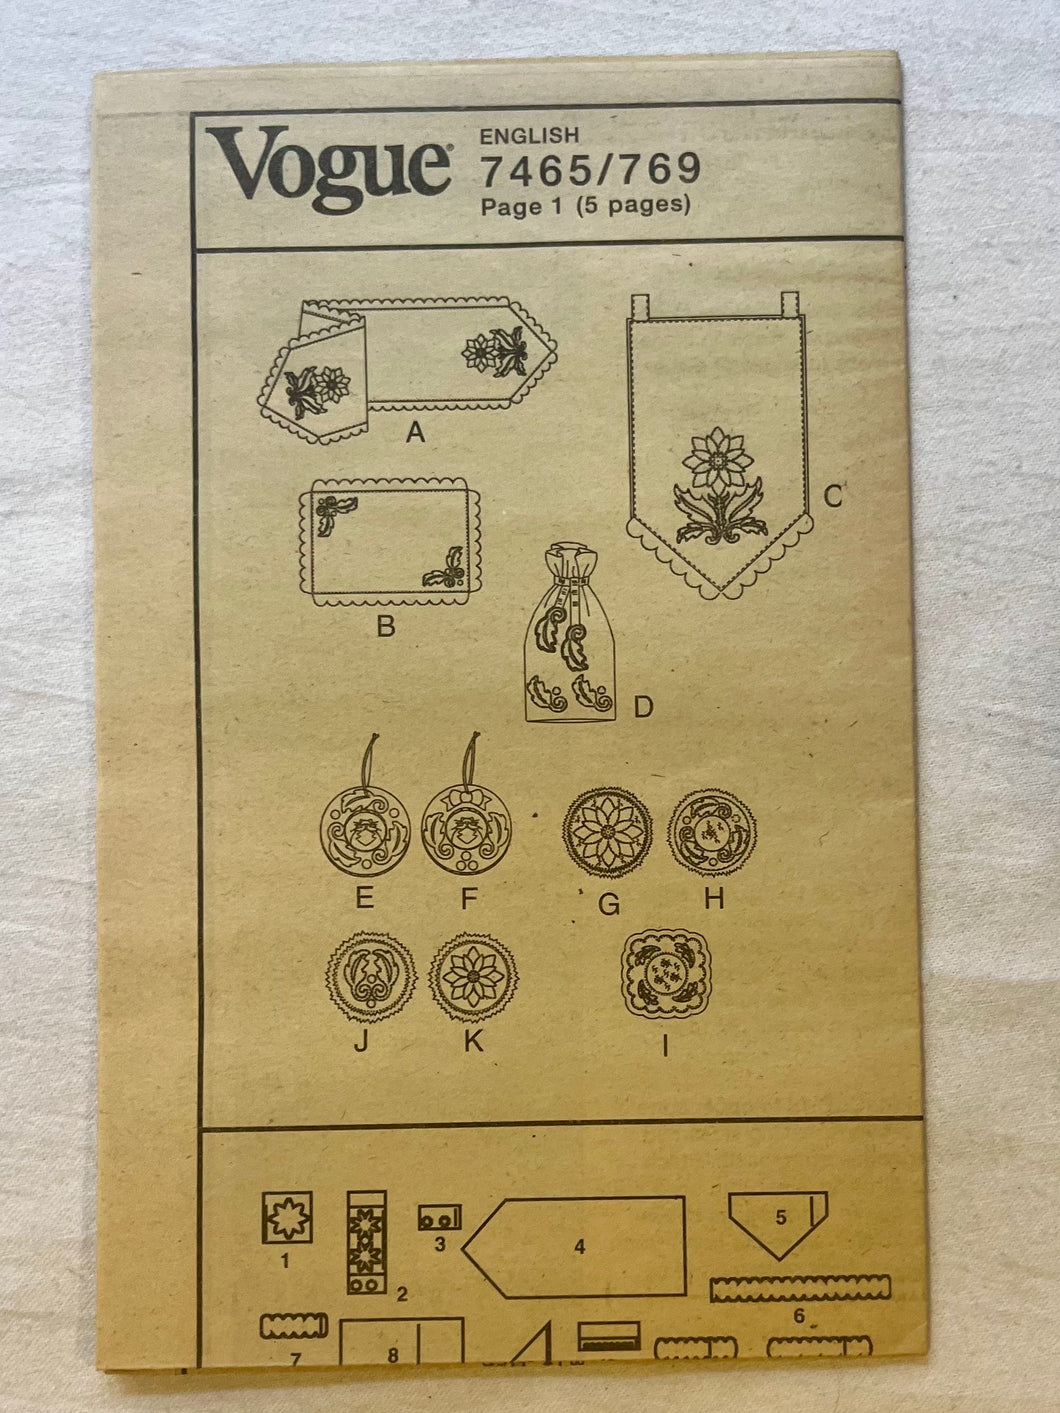 Vogue®
ENGLISH
7465/769
Page 1 (5 pages)
A
B
C
D
E
F
G
H
J
K
I
1
2
3
4
5
6
7
8